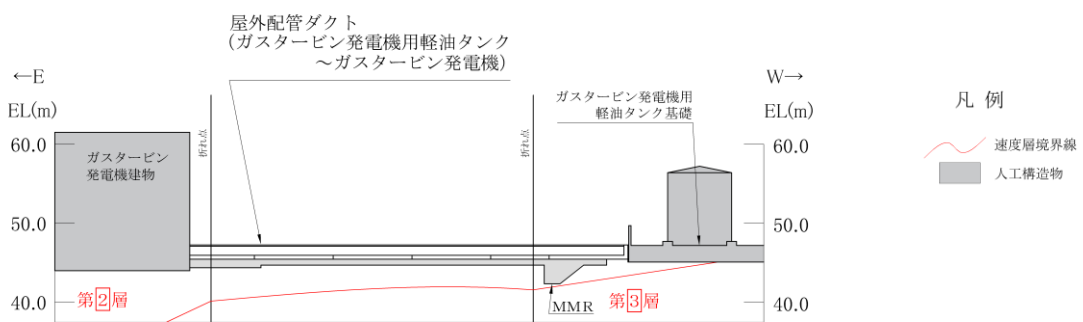 屋外配管ダクト
(ガスタービン発電機用軽油タンク
～ガスタービン発電機)
←E
W→
EL(m)
EL(m)
ガスタービン発電機用
軽油タンク基礎
凡 例
速度層境界線
人工構造物
60.0
60.0
折れ点
折れ点
ガスタービン
発電機建物
50.0
50.0
40.0
40.0
第2層
第3層
MMR